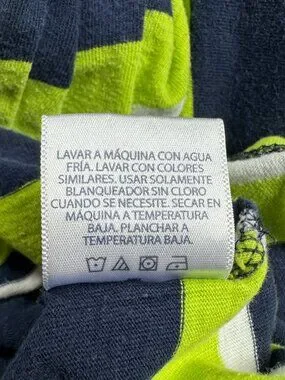 LAVAR A MÁQUINA CON AGUA
FRÍA. LAVAR CON COLORES
SIMILARES. USAR SOLAMENTE
BLANQUEADOR SIN CLORO
CUANDO SE NECESITE. SECAR EN
MÁQUINA A TEMPERATURA
BAJA. PLANCHAR A
TEMPERATURA BAJA.